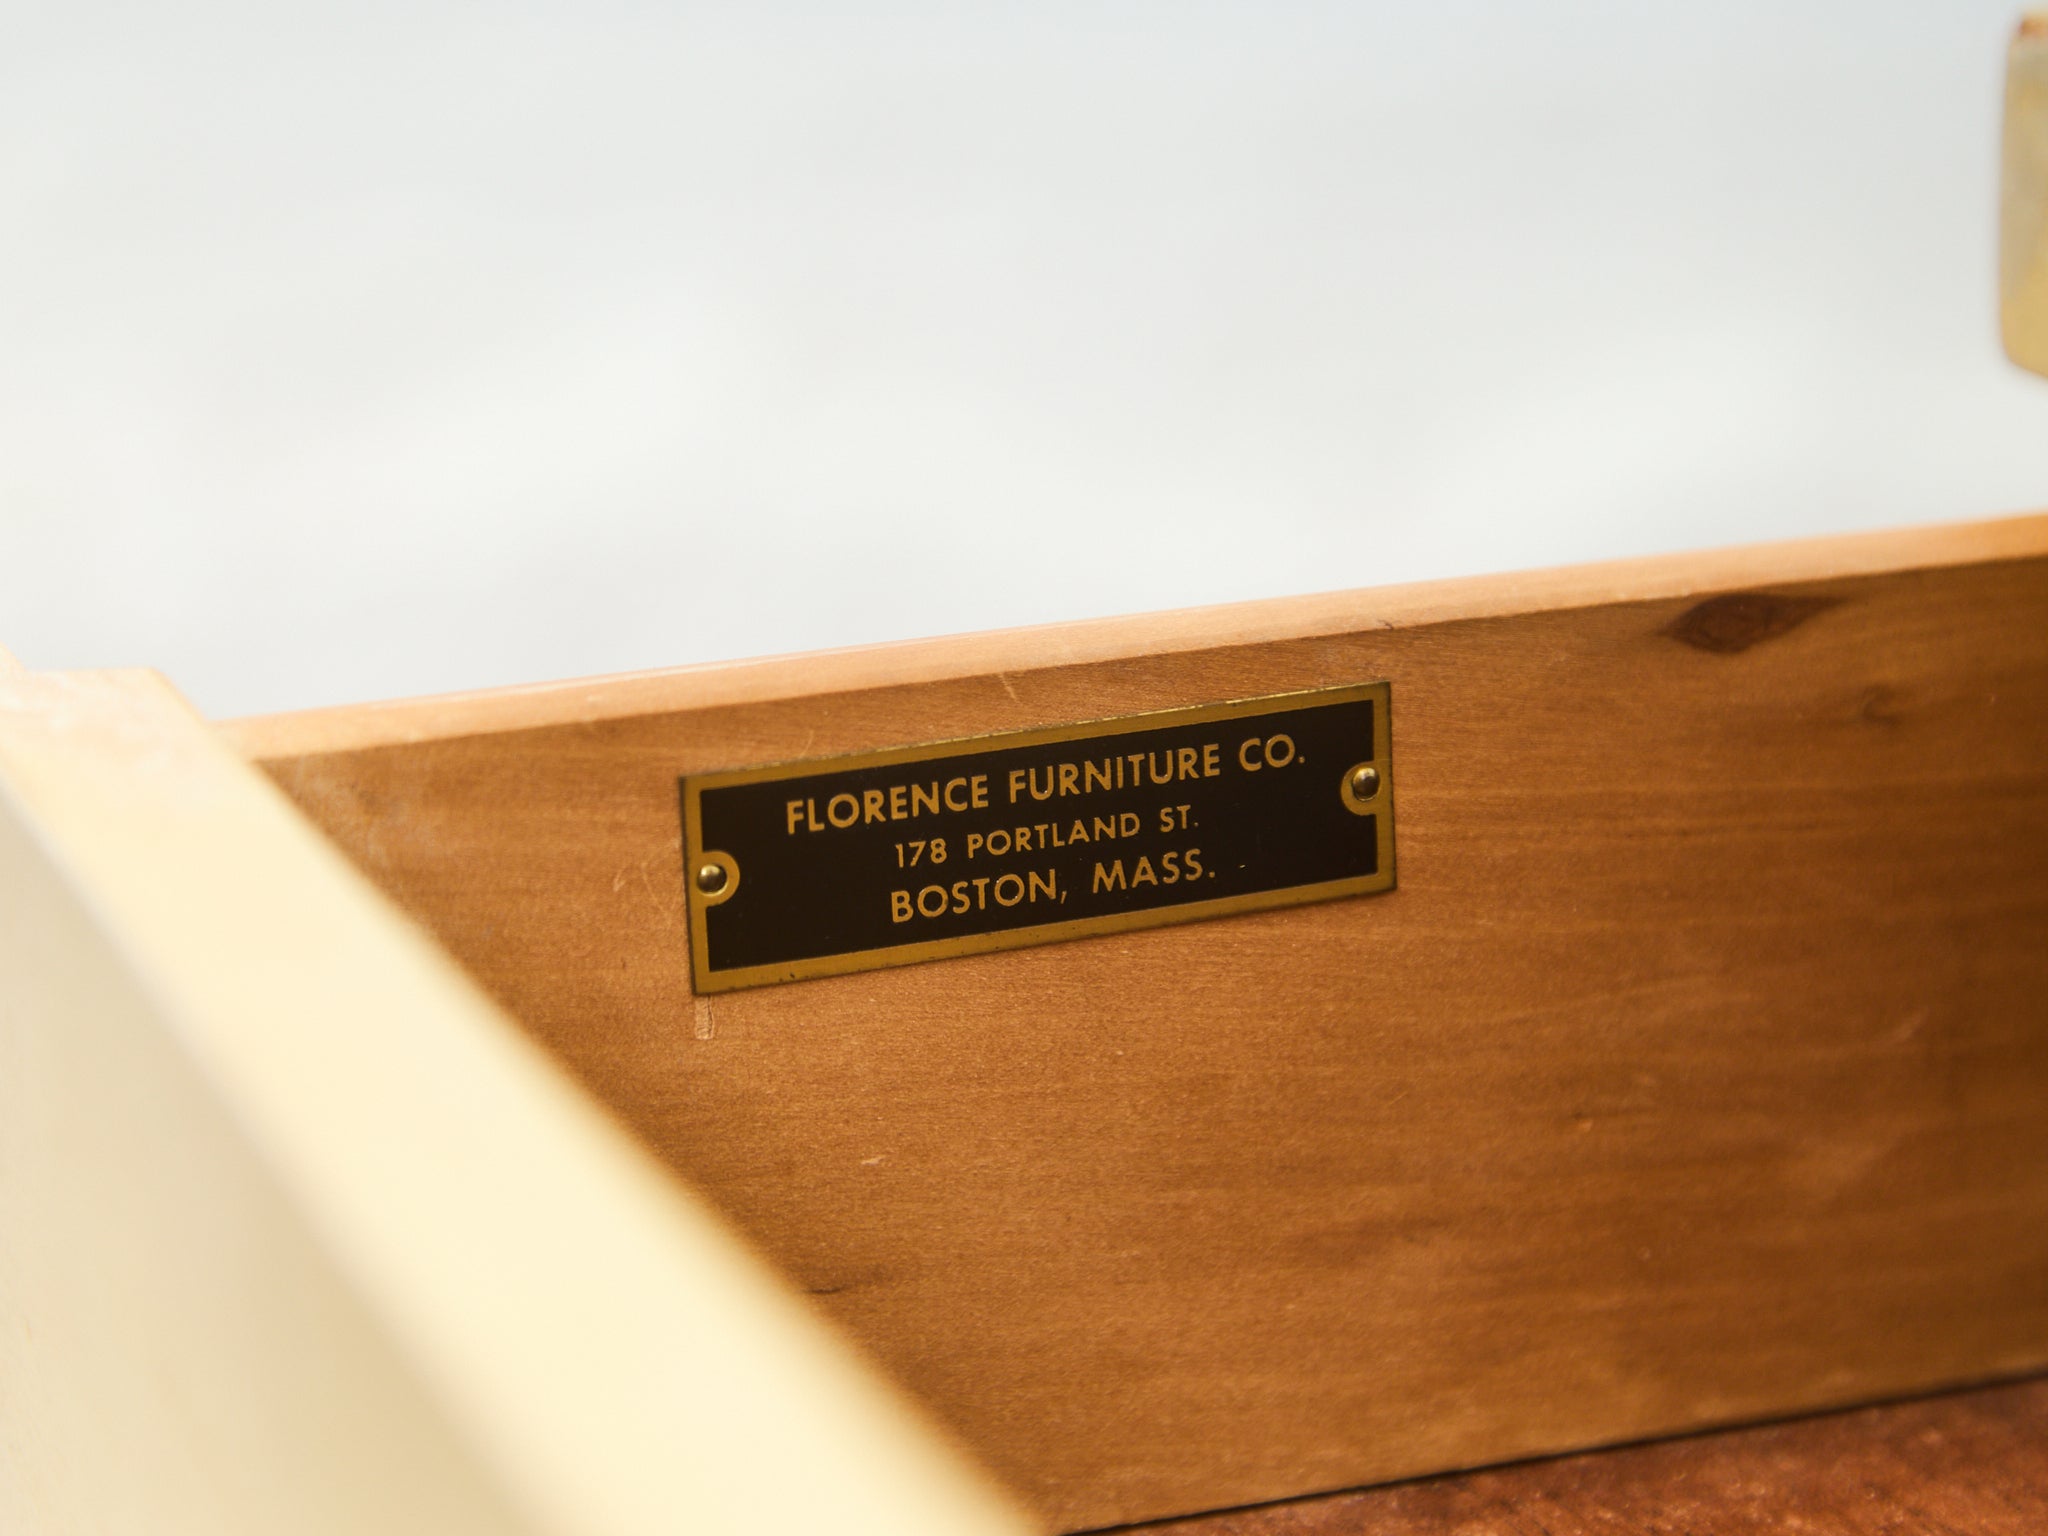 FLORENCE FURNITURE CO.
178 PORTLAND ST.
BOSTON, MASS.